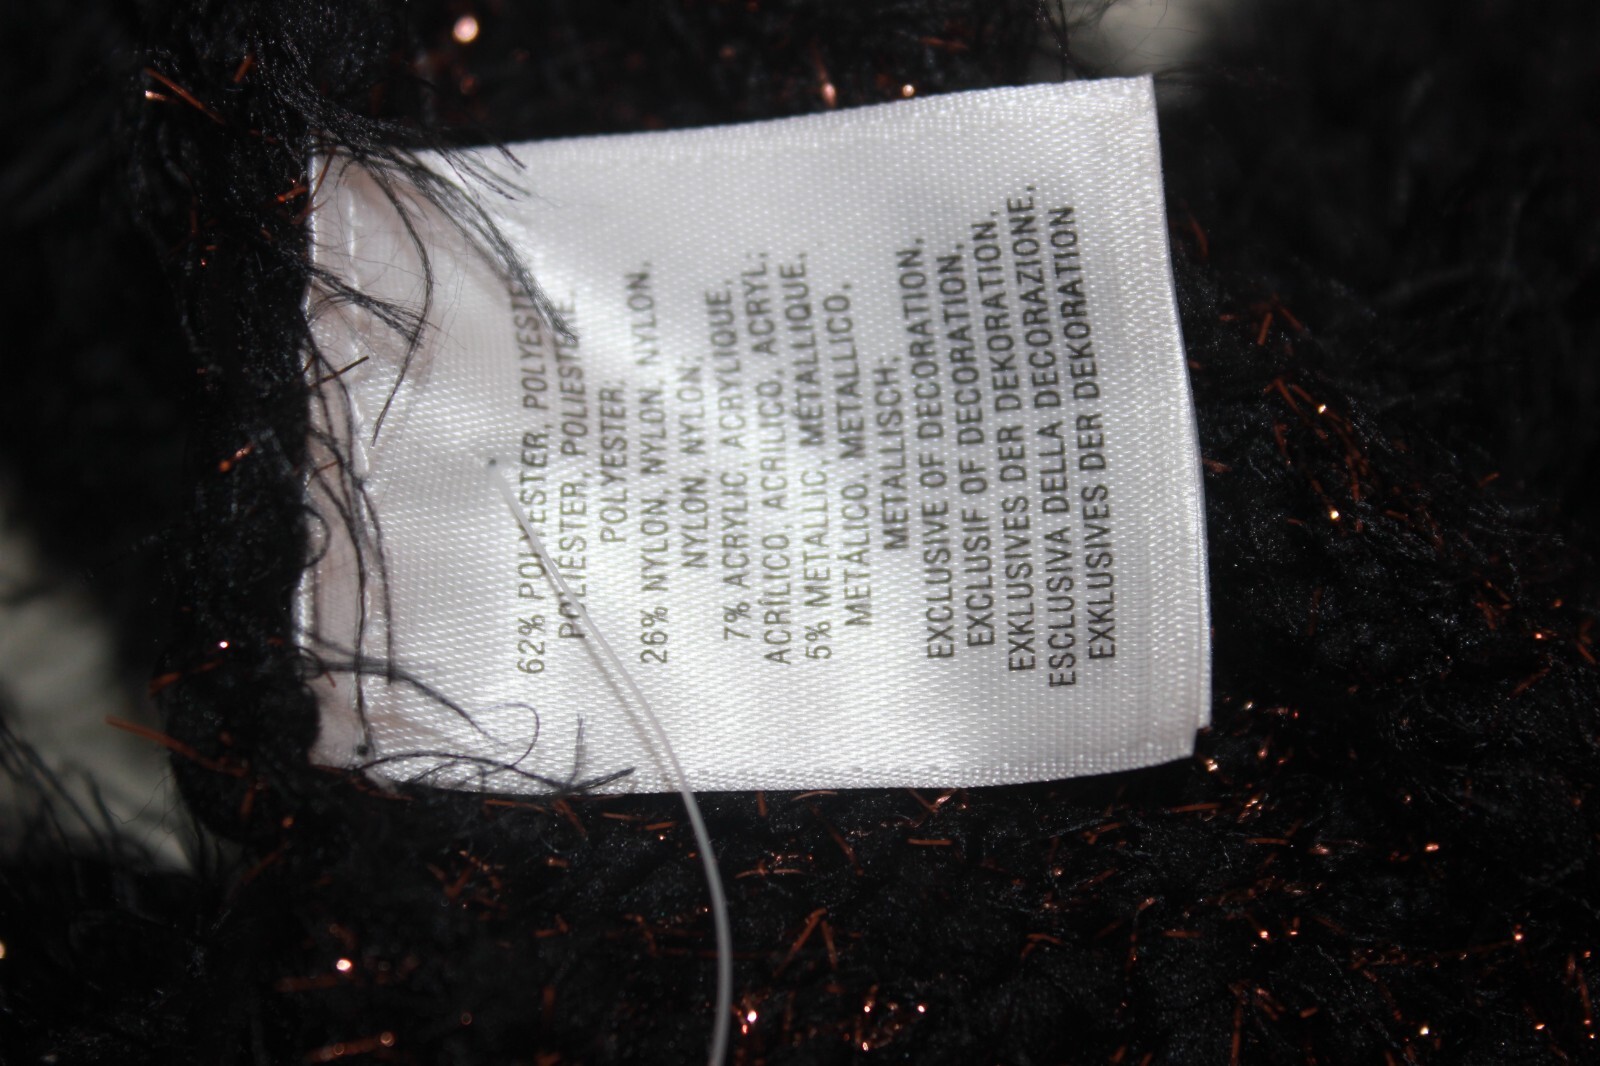 62% POLYESTER, POLYESTER,
POLIÉSTER, POLIESTERE,
POLYESTER,
26% NYLON, NYLON, NYLON,
NYLON, NYLON;
7% ACRYLIC, ACRYLIQUE,
ACRÍLICO, ACRILICO, ACRYL;
5% METALLIC, MÉTALLIQUE,
METÁLICO, METALLICO,
METALLISCH;
EXCLUSIVE OF DECORATION,
EXCLUSIF OF DECORATION,
EXKLUSIVES DER DEKORATION,
ESCLUSIVA DELLA DECORAZIONE,
EXKLUSIVES DER DEKORATION